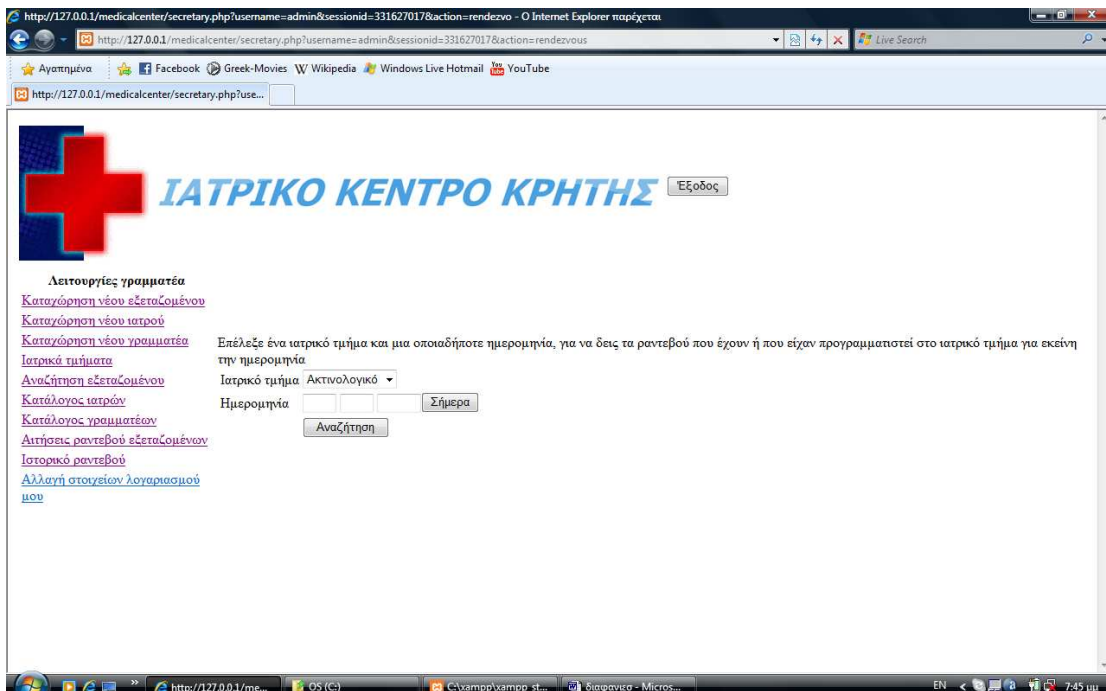 http://127.0.0.1/medicalcenter/secretary.php?username=admin&sessionid=331627017&action=rendezvo - Ο Internet Explorer παρέχεται
http://127.0.0.1/medicalcenter/secretary.php?username=admin&sessionid=331627017&action=rendezvous
Live Search
Αγαπημένα Facebook Greek-Movies Wikipedia Windows Live Hotmail YouTube
http://127.0.0.1/medicalcenter/secretary.php?use...
ΙΑΤΡΙΚΟ ΚΕΝΤΡΟ ΚΡΗΤΗΣ
Έξοδος
Λειτουργίες γραμματέα
Καταχώρηση νέου εξεταζομένου
Καταχώρηση νέου ιατρού
Καταχώρηση νέου γραμματέα
Ιατρικά τμήματα
Αναζήτηση εξεταζομένου
Κατάλογος ιατρών
Κατάλογος γραμματέων
Αιτήσεις ραντεβού εξεταζομένων
Ιστορικό ραντεβού
Αλλαγή στοιχείων λογαριασμού
μου
Επέλεξε ένα ιατρικό τμήμα και μια οποιαδήποτε ημερομηνία, για να δεις τα ραντεβού που έχουν ή που είχαν προγραμματιστεί στο ιατρικό τμήμα για εκείνη
την ημερομηνία
Ιατρικό τμήμα Ακτινολογικό
Ημερομηνία Σήμερα
Αναζήτηση
http://127.0.0.1/me... OS (C:) C:\xampp\xampp_st... διαφανιεσ - Micros... EN 7:45 μμ